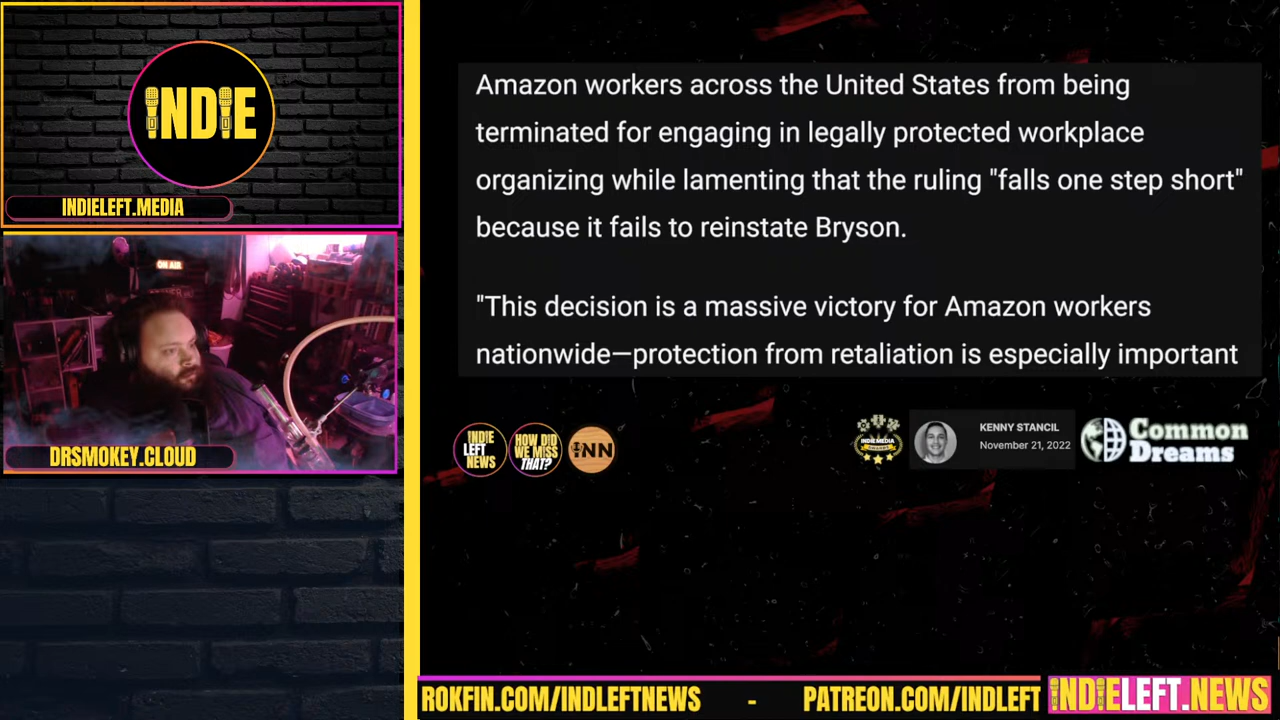 INDIE
INDIELEFT.MEDIA
ON AIR
DRSMOKEY.CLOUD
Amazon workers across the United States from being
terminated for engaging in legally protected workplace
organizing while lamenting that the ruling "falls one step short"
because it fails to reinstate Bryson.
"This decision is a massive victory for Amazon workers
nationwide—protection from retaliation is especially important
INDIE
LEFT
NEWS
HOW DID
WE MISS
THAT?
INN
INDIE MEDIA
KENNY STANCIL
November 21, 2022
Common
Dreams
ROKFIN.COM/INDLEFTNEWS - PATREON.COM/INDLEFT
INDIELEFT.NEWS